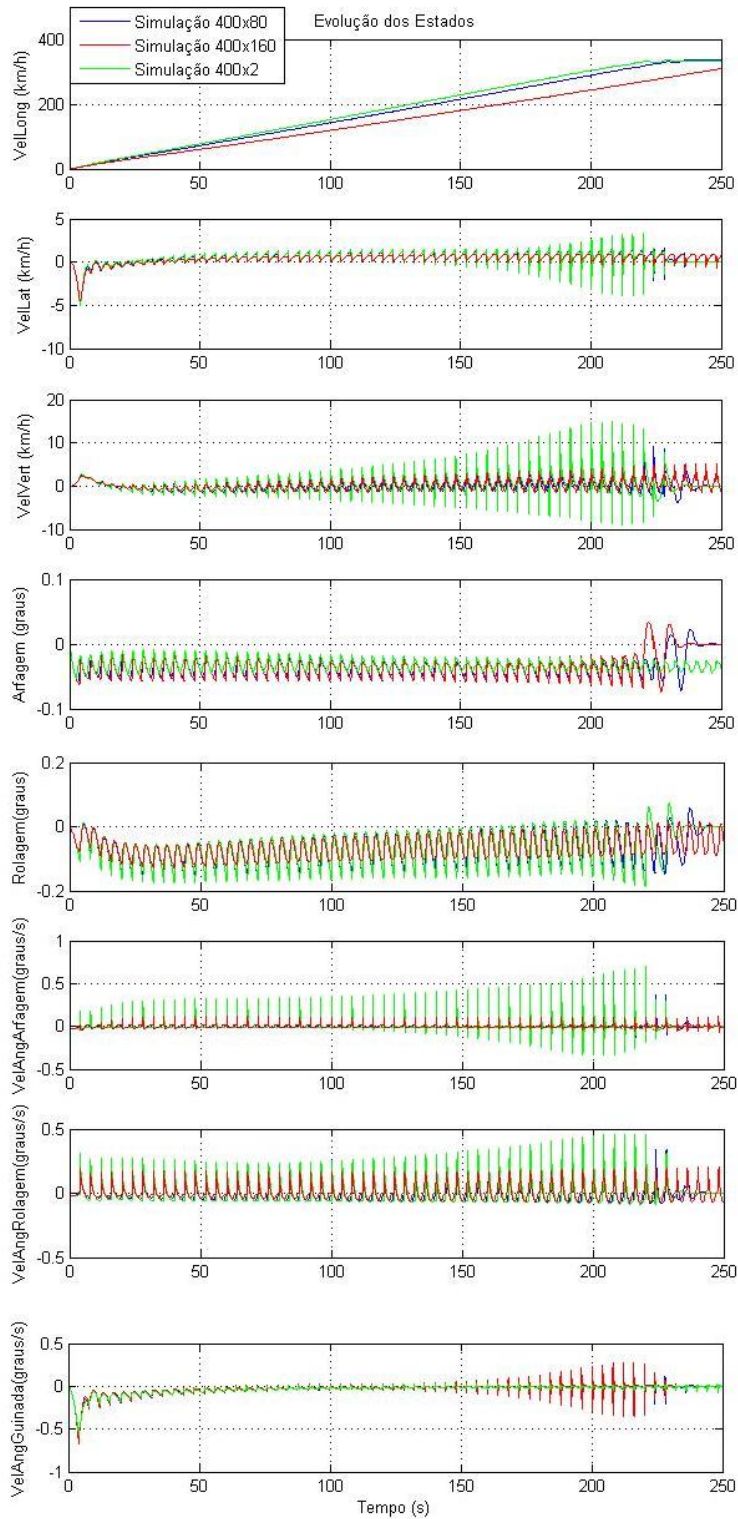 Evolução dos Estados
Simulação 400x80
Simulação 400x160
Simulação 400x2
VelLong (km/h)
400
200
0
0 50 100 150 200 250
VelLat (km/h)
5
0
-5
-10
0 50 100 150 200 250
VelVert (km/h)
20
10
0
-10
0 50 100 150 200 250
Arfagem (graus)
0.1
0
-0.1
0 50 100 150 200 250
Rolagem(graus)
0.2
0
-0.2
0 50 100 150 200 250
VelAngArfagem(graus/s)
1
0.5
0
-0.5
0 50 100 150 200 250
VelAngRolagem(graus/s)
0.5
0
-0.5
0 50 100 150 200 250
VelAngGuinada(graus/s)
0.5
0
-0.5
-1
0 50 100 150 200 250
Tempo (s)